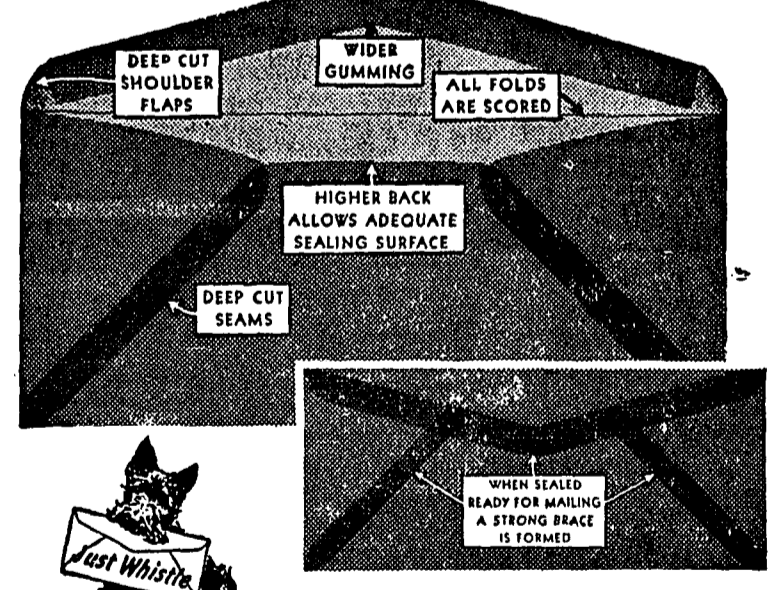 DEEP CUT
SHOULDER
FLAPS
WIDER
GUMMING
ALL FOLDS
ARE SCORED
HIGHER BACK
ALLOWS ADEQUATE
SEALING SURFACE
DEEP CUT
SEAMS
WHEN SEALED
READY FOR MAILING
A STRONG BRACE
IS FORMED
Just Whistle